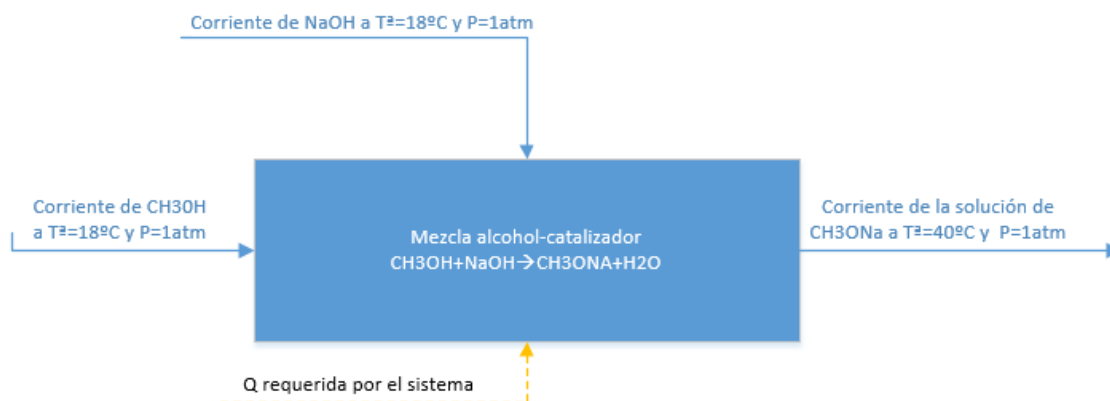 Corriente de NaOH a Tª=18ºC y P=1atm
Corriente de CH30H
a Tª=18ºC y P=1atm
Mezcla alcohol-catalizador
CH3OH+NaOH→CH3ONA+H2O
Corriente de la solución de
CH3ONa a Tª=40ºC y P=1atm
Q requerida por el sistema